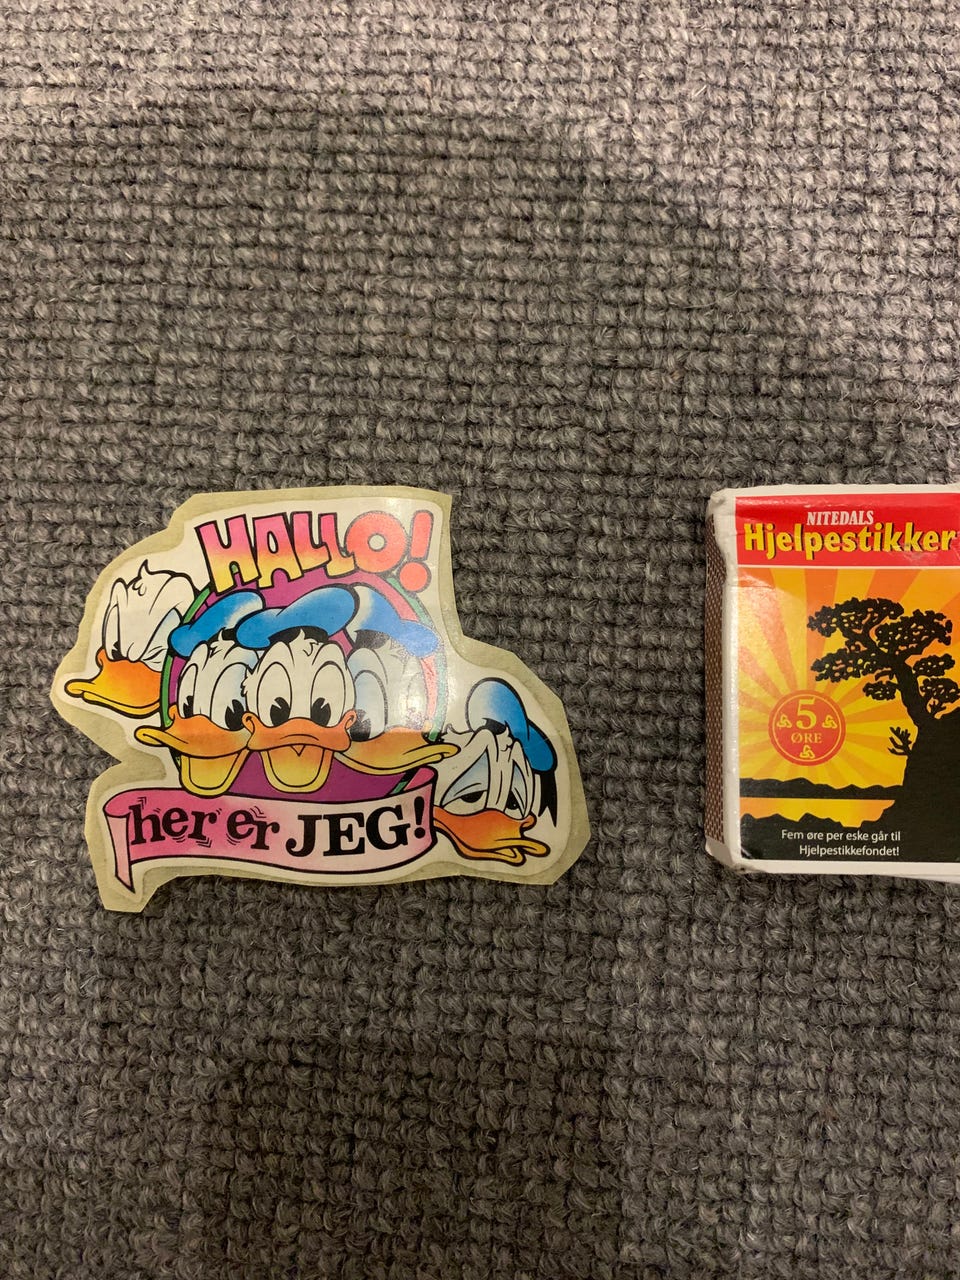 HALLO!
her er JEG!
NITEDALS
Hjelpestikker
5
ØRE
Fem øre per eske går til
Hjelpestikkefondet!